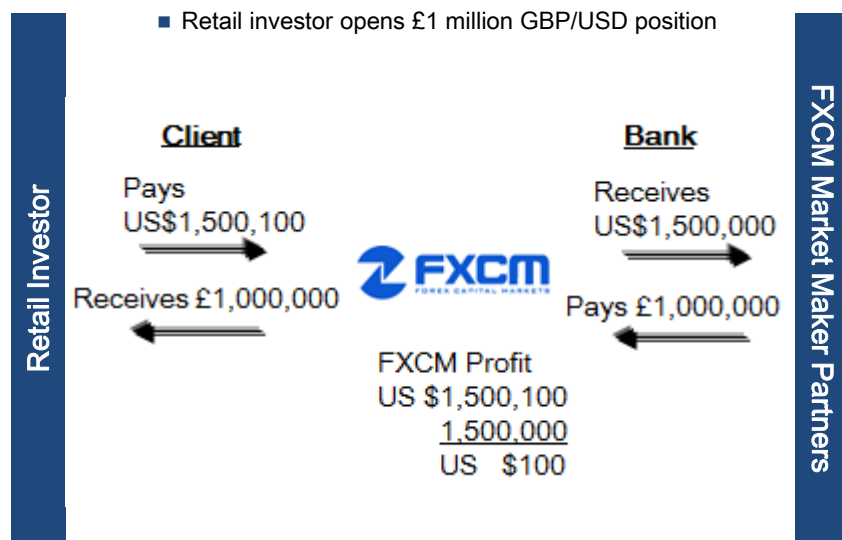 Retail investor opens £1 million GBP/USD position
Retail Investor
Client
Pays
US$1,500,100
Receives £1,000,000
FXCM
FOREX CAPITAL MARKETS
Bank
Receives
US$1,500,000
Pays £1,000,000
FXCM Profit
US $1,500,100
1,500,000
US $100
FXCM Market Maker Partners